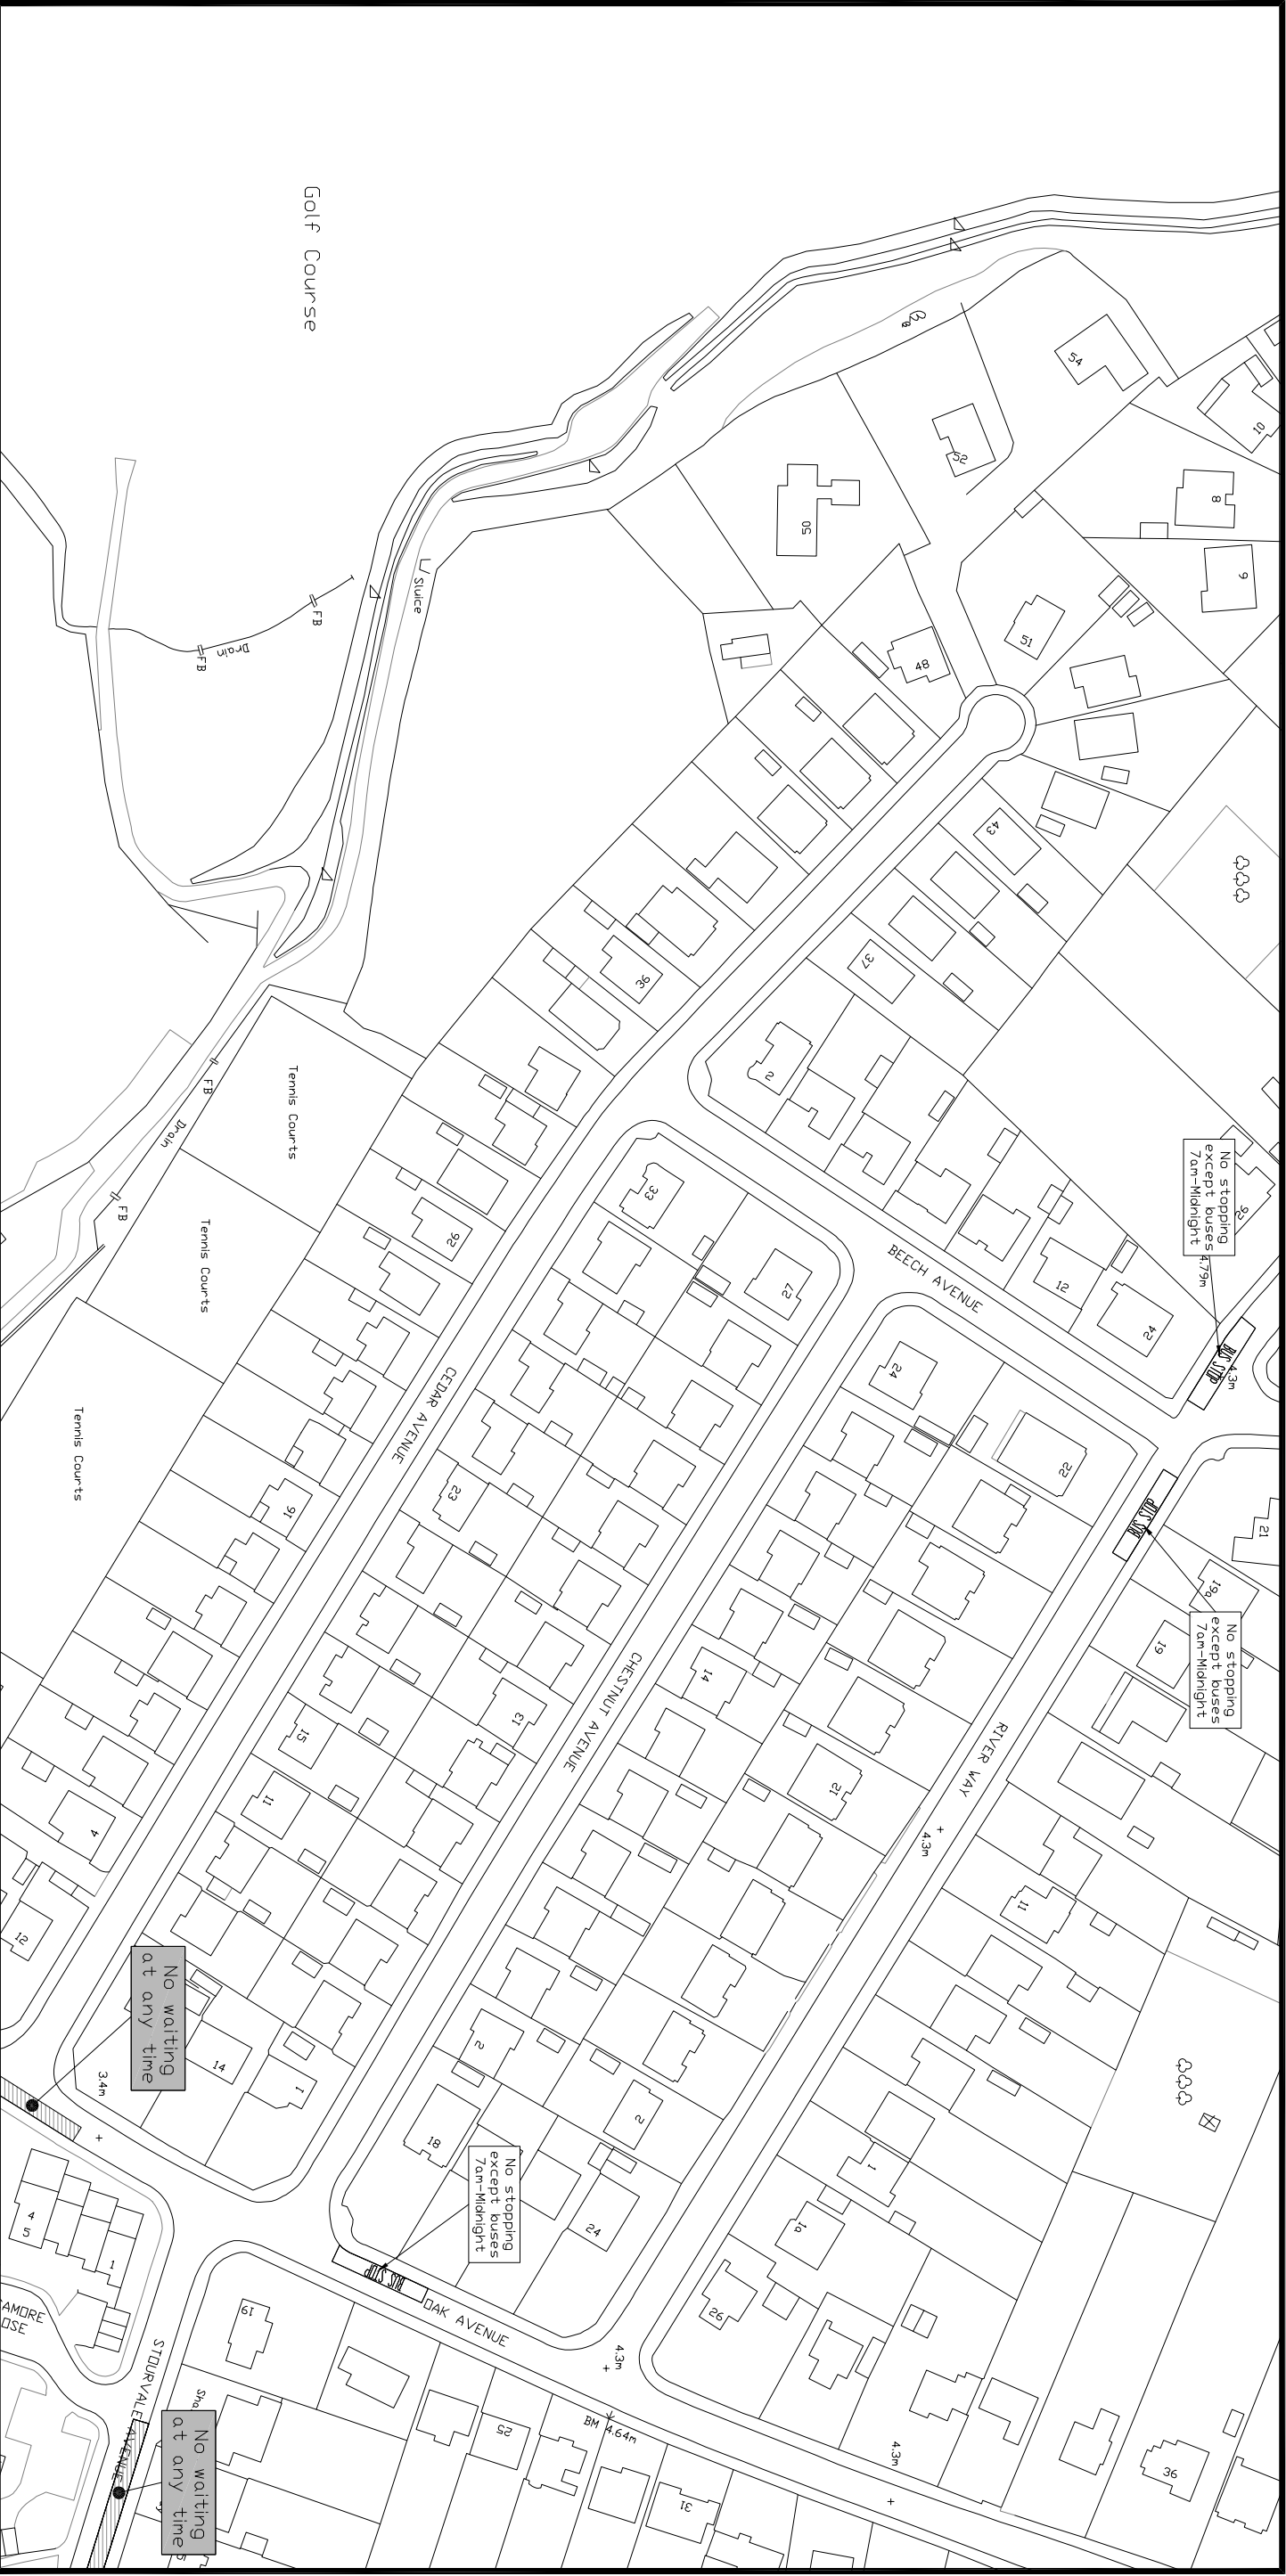 Golf Course
54
10
52
8
50
9
Sluice
FB
51
Drain
FB
48
43
37
36
2
Tennis Courts
FB
Drain
FB
No stopping
except buses
7am-Midnight
33
26
4.79m
BEECH AVENUE
27
12
Tennis Courts
24
BUS STOP
4.3m
24
CEDAR AVENUE
Tennis Courts
22
23
16
BUS STOP
21
19a
No stopping
except buses
7am-Midnight
19
14
CHESTNUT AVENUE
13
15
RIVER WAY
12
11
4
4.3m
11
12
No waiting
at any time
14
1
3.4m
2
2
18
1
No stopping
except buses
7am-Midnight
24
1a
4
5
1
BUS STOP
OAK AVENUE
AMORE
OSE
19
26
4.3m
STOURVALE AVENUE
Sha
25
BM 4.64m
4.3m
31
36
No waiting
at any time